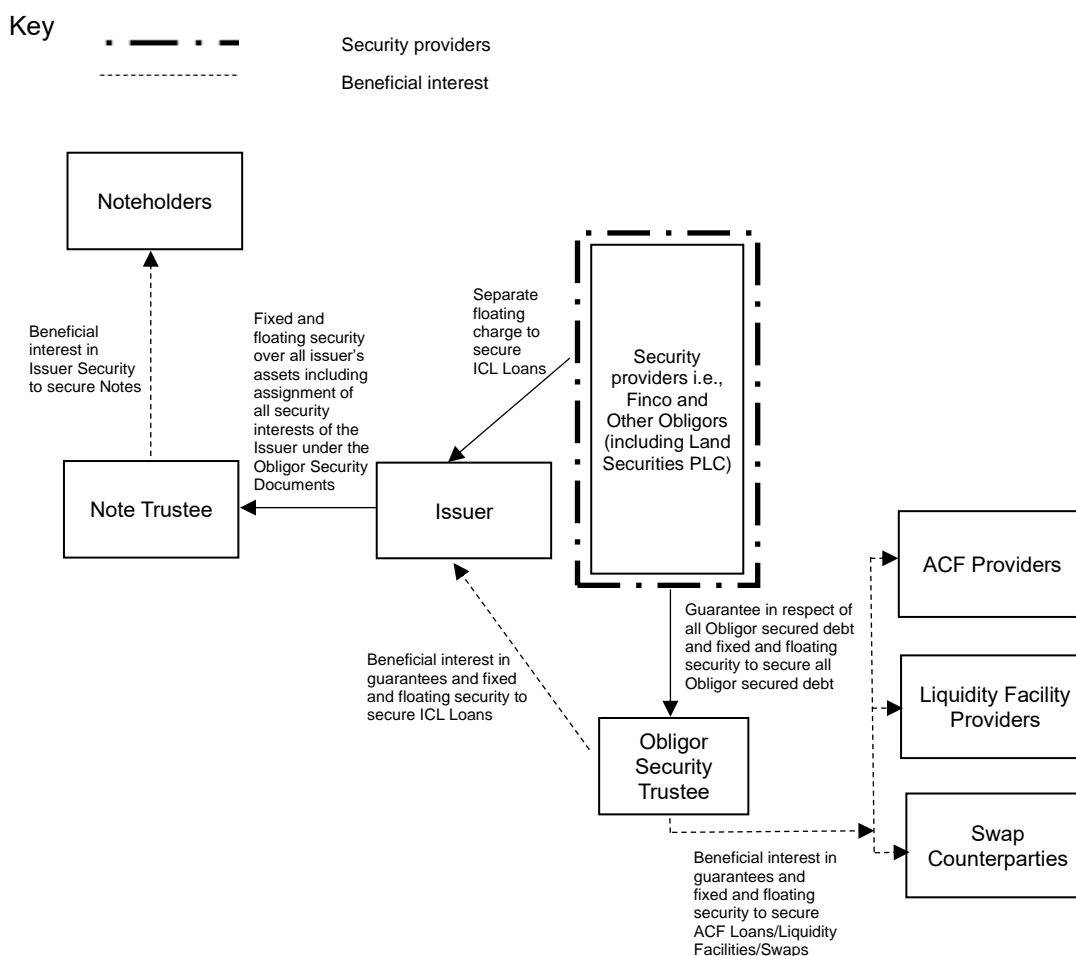 Key
Security providers
Beneficial interest
Noteholders
Beneficial
interest in
Issuer Security
to secure Notes
Fixed and
floating security
over all issuer's
assets including
assignment of
all security
interests of the
Issuer under the
Obligor Security
Documents
Separate
floating
charge to
secure
ICL Loans
Security
providers i.e.,
Finco and
Other Obligors
(including Land
Securities PLC)
Note Trustee
Issuer
ACF Providers
Guarantee in respect of
all Obligor secured debt
and fixed and floating
security to secure all
Obligor secured debt
Beneficial interest in
guarantees and fixed
and floating security to
secure ICL Loans
Liquidity Facility
Providers
Obligor
Security
Trustee
Swap
Counterparties
Beneficial interest in
guarantees and
fixed and floating
security to secure
ACF Loans/Liquidity
Facilities/Swaps